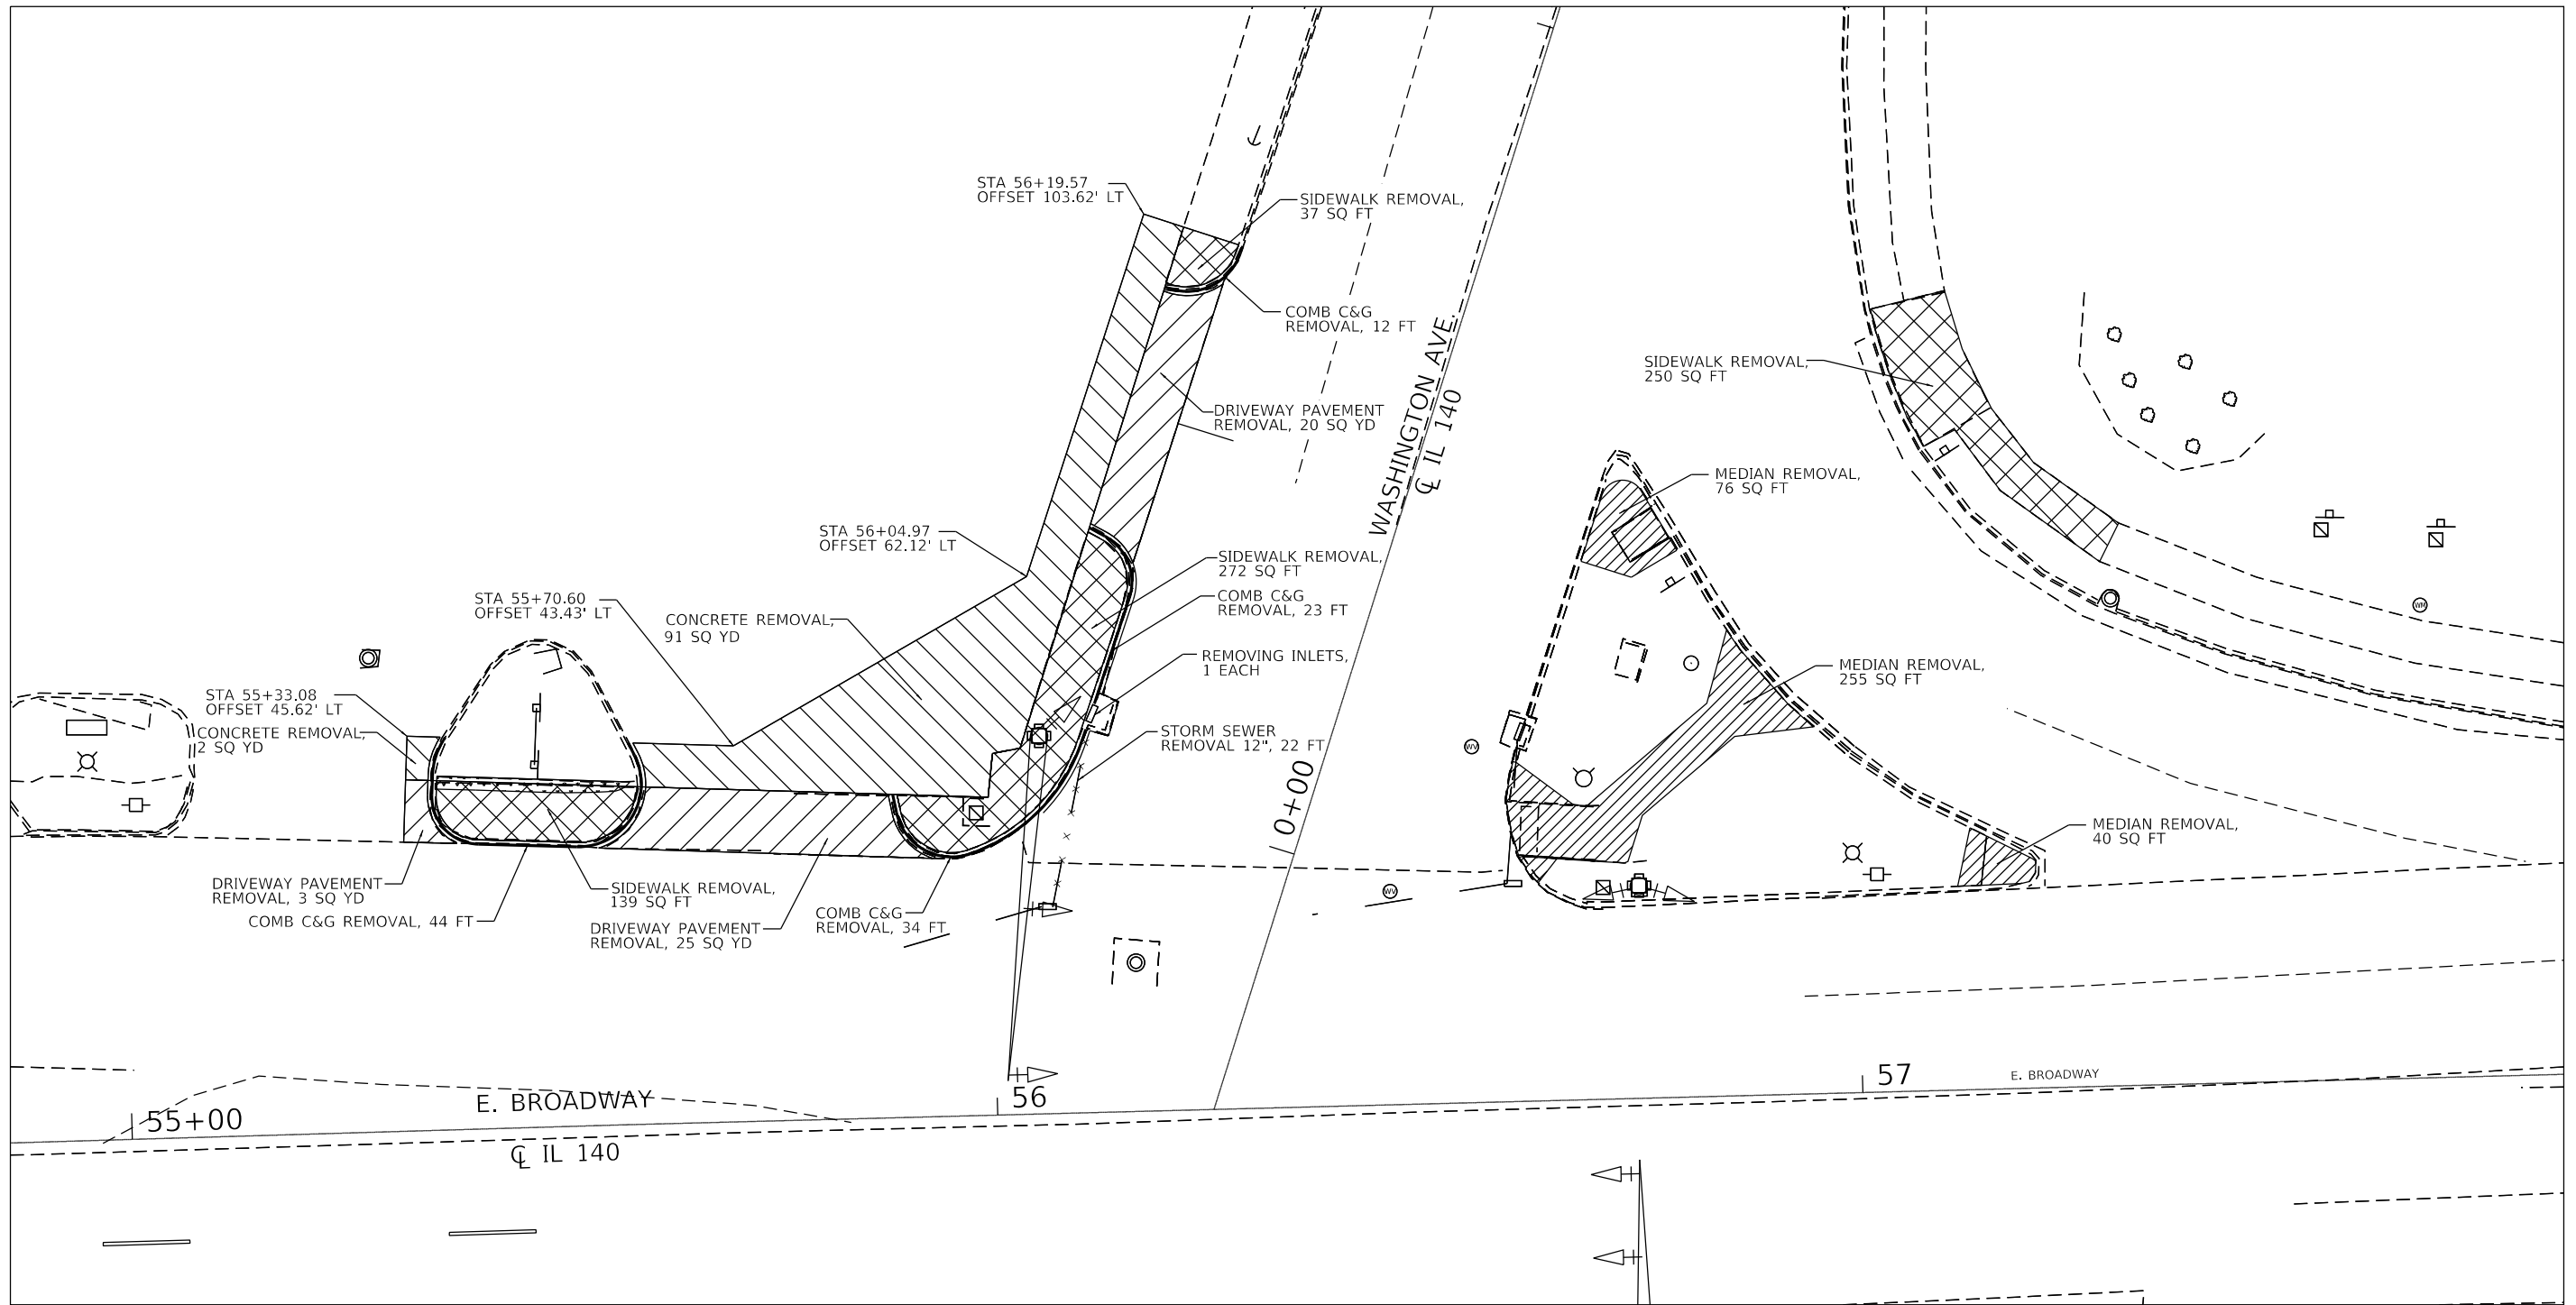 STA 56+19.57
OFFSET 103.62' LT
SIDEWALK REMOVAL,
37 SQ FT
COMB C&G
REMOVAL, 12 FT
DRIVEWAY PAVEMENT
REMOVAL, 20 SQ YD
WASHINGTON AVE.
℄ IL 140
SIDEWALK REMOVAL,
250 SQ FT
MEDIAN REMOVAL,
76 SQ FT
STA 56+04.97
OFFSET 62.12' LT
SIDEWALK REMOVAL,
272 SQ FT
COMB C&G
REMOVAL, 23 FT
STA 55+70.60
OFFSET 43.43' LT
CONCRETE REMOVAL,
91 SQ YD
REMOVING INLETS,
1 EACH
WM
MEDIAN REMOVAL,
255 SQ FT
STA 55+33.08
OFFSET 45.62' LT
CONCRETE REMOVAL,
2 SQ YD
STORM SEWER
REMOVAL 12", 22 FT
WV
0+00
MEDIAN REMOVAL,
40 SQ FT
DRIVEWAY PAVEMENT
REMOVAL, 3 SQ YD
COMB C&G REMOVAL, 44 FT
SIDEWALK REMOVAL,
139 SQ FT
DRIVEWAY PAVEMENT
REMOVAL, 25 SQ YD
COMB C&G
REMOVAL, 34 FT
WV
55+00
E. BROADWAY
56
57
E. BROADWAY
℄ IL 140